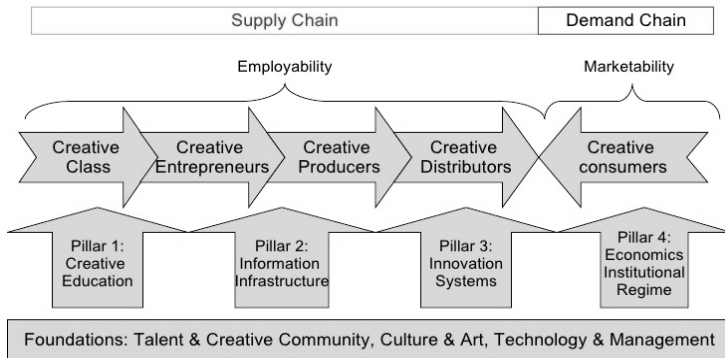 Supply Chain
Demand Chain
Employability
Marketability
Creative
Class
Creative
Entrepreneurs
Creative
Producers
Creative
Distributors
Creative
consumers
Pillar 1:
Creative
Education
Pillar 2:
Information
Infrastructure
Pillar 3:
Innovation
Systems
Pillar 4:
Economics
Institutional
Regime
Foundations: Talent & Creative Community, Culture & Art, Technology & Management